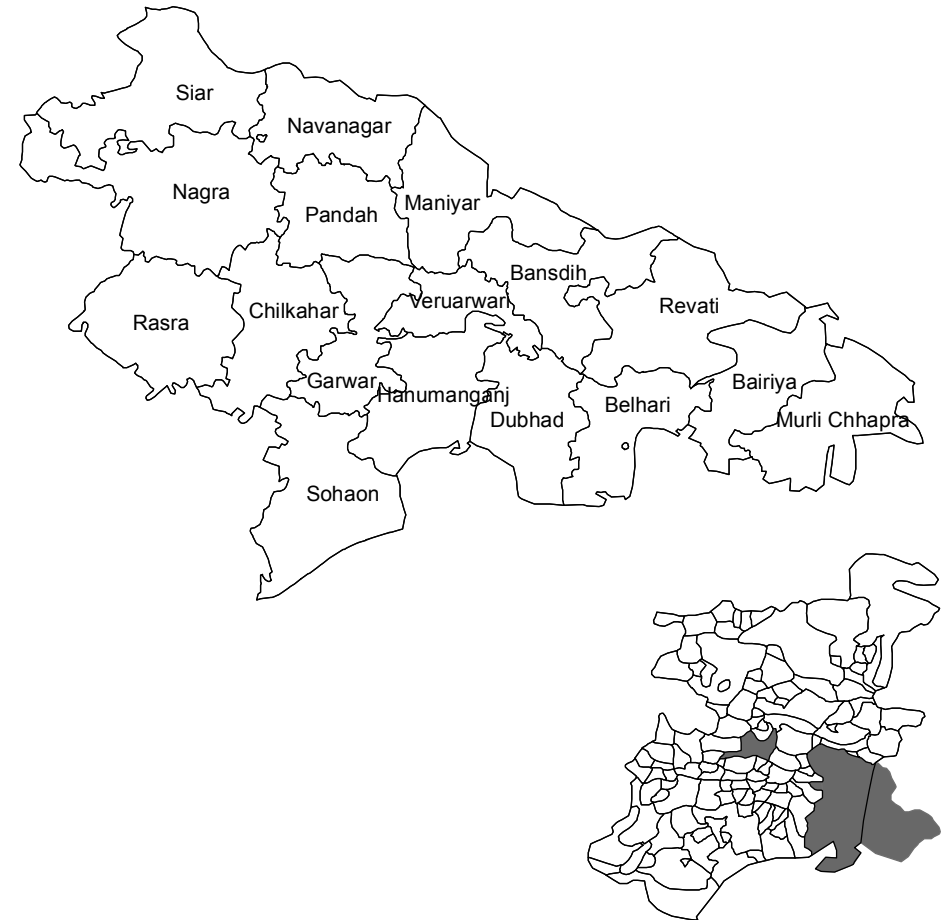 Siar
Navanagar
Nagra
Maniyar
Pandah
Bansdih
Veruarwari
Revati
Chilkahar
Rasra
Garwar
Bairiya
Hanumanganj
Belhari
Dubhad
Murli Chhapra
Sohaon